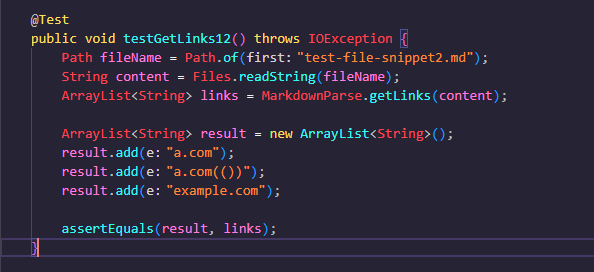 @Test
public void testGetLinks12() throws IOException {
Path fileName = Path.of(first: "test-file-snippet2.md");
String content = Files.readString(fileName);
ArrayList<String> links = MarkdownParse.getLinks(content);
ArrayList<String> result = new ArrayList<String>();
result.add(e: "a.com");
result.add(e: "a.com(())");
result.add(e: "example.com");
assertEquals(result, links);
}